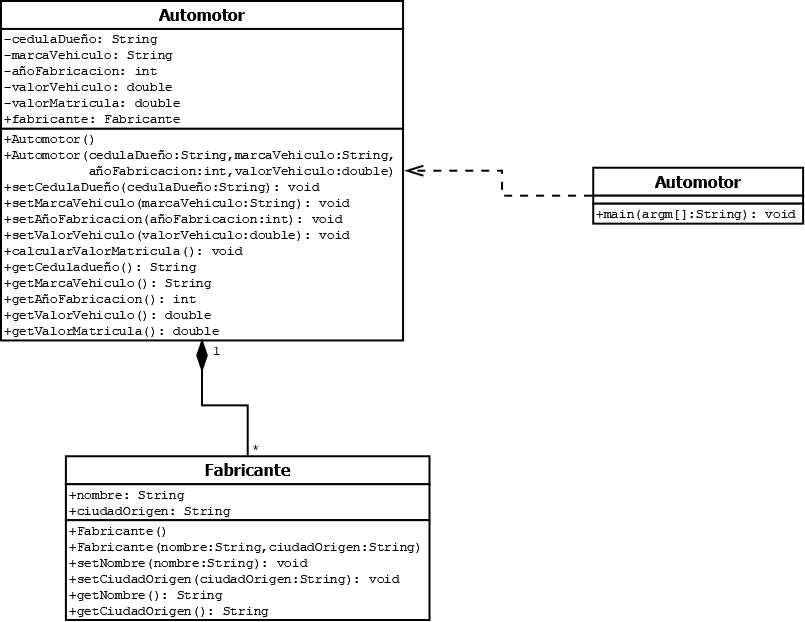 Automotor
-cedulaDueño: String
-marcaVehiculo: String
-añoFabricacion: int
-valorVehiculo: double
-valorMatricula: double
+fabricante: Fabricante
+Automotor()
+Automotor(cedulaDueño:String,marcaVehiculo:String,
añoFabricacion:int,valorVehiculo:double)
+setCedulaDueño(cedulaDueño:String): void
+setMarcaVehiculo(marcaVehiculo:String): void
+setAñoFabricacion(añoFabricacion:int): void
+setValorVehiculo(valorVehiculo:double): void
+calcularValorMatricula(): void
+getCeduladueño(): String
+getMarcaVehiculo(): String
+getAñoFabricacion(): int
+getValorVehiculo(): double
+getValorMatricula(): double
Automotor
+main(argm[]:String): void
1
*
Fabricante
+nombre: String
+ciudadOrigen: String
+Fabricante()
+Fabricante(nombre:String,ciudadOrigen:String)
+setNombre(nombre:String): void
+setCiudadOrigen(ciudadOrigen:String): void
+getNombre(): String
+getCiudadOrigen(): String